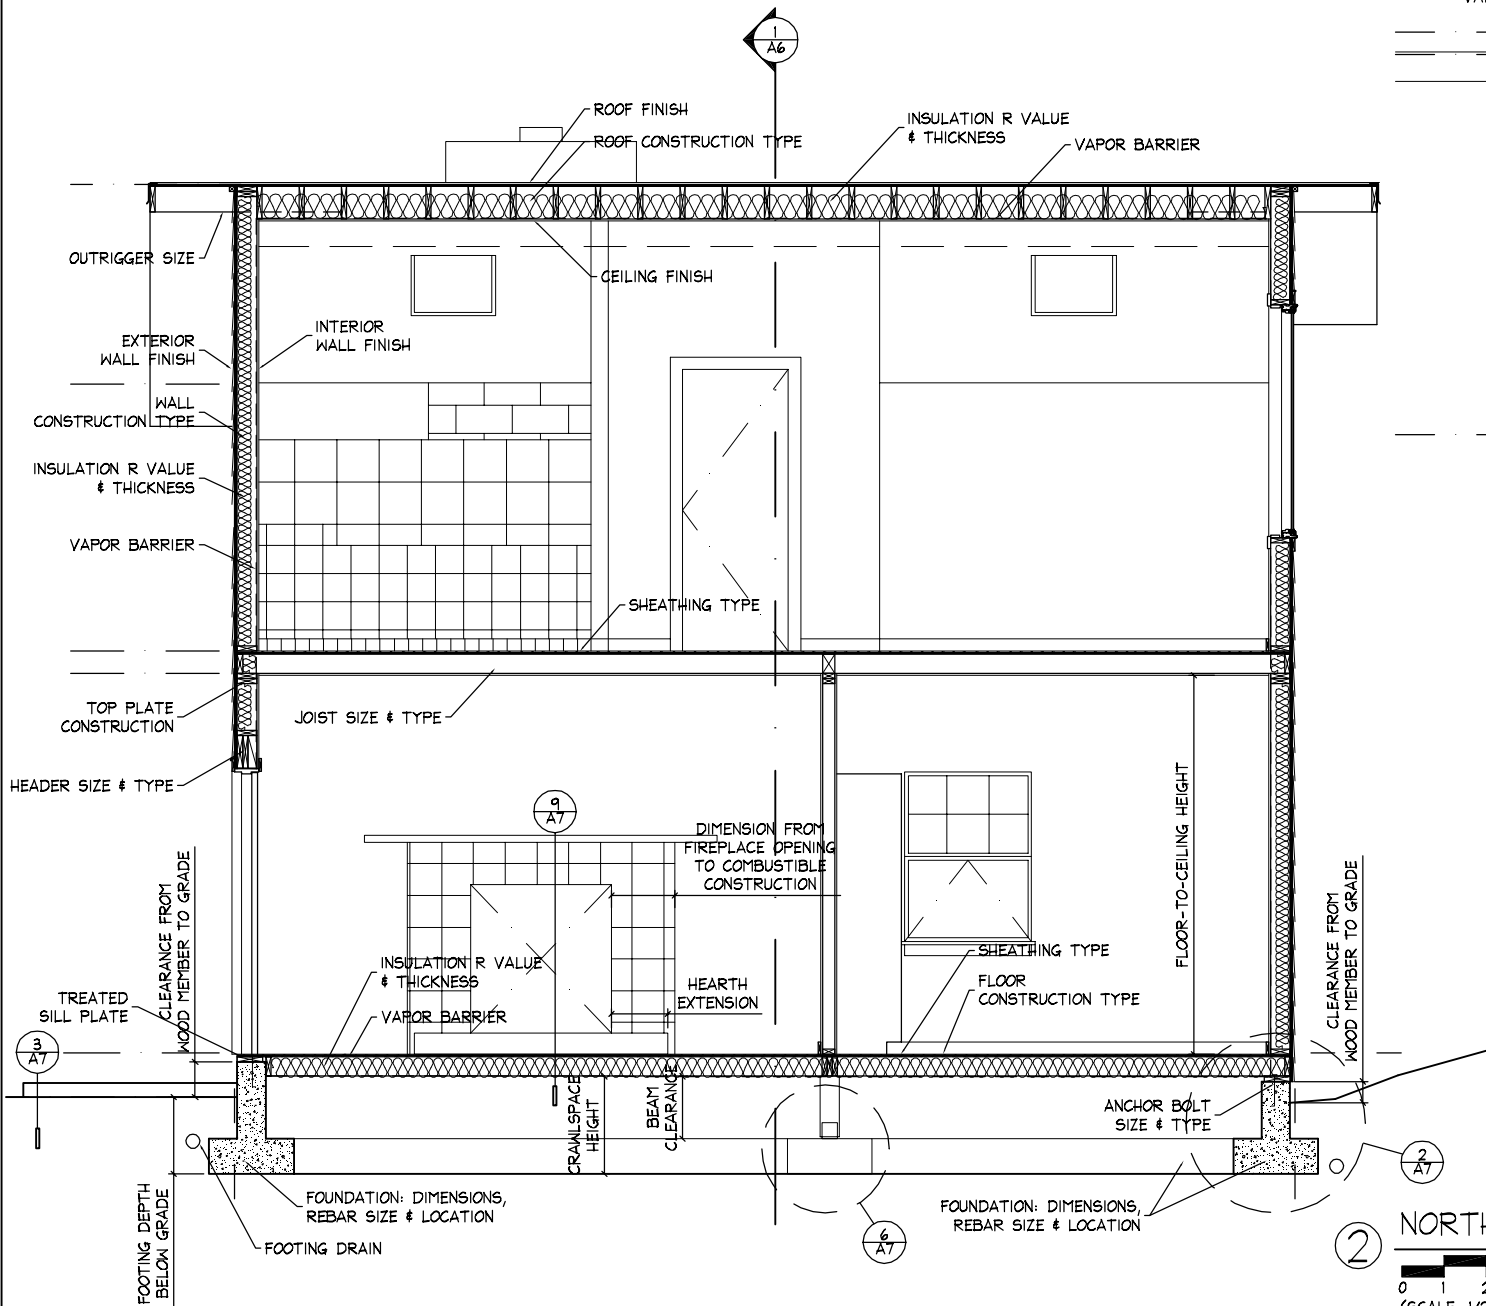 1
A6
ROOF FINISH
ROOF CONSTRUCTION TYPE
INSULATION R VALUE
& THICKNESS
VAPOR BARRIER
OUTRIGGER SIZE
CEILING FINISH
EXTERIOR
WALL FINISH
INTERIOR
WALL FINISH
WALL
CONSTRUCTION TYPE
INSULATION R VALUE
& THICKNESS
VAPOR BARRIER
SHEATHING TYPE
TOP PLATE
CONSTRUCTION
JOIST SIZE & TYPE
HEADER SIZE & TYPE
9
A7
DIMENSION FROM
FIREPLACE OPENING
TO COMBUSTIBLE
CONSTRUCTION
FLOOR-TO-CEILING HEIGHT
CLEARANCE FROM
WOOD MEMBER TO GRADE
CLEARANCE FROM
WOOD MEMBER TO GRADE
INSULATION R VALUE
& THICKNESS
VAPOR BARRIER
HEARTH
EXTENSION
SHEATHING TYPE
FLOOR
CONSTRUCTION TYPE
TREATED
SILL PLATE
3
A7
CRAWLSPACE
HEIGHT
BEAM
CLEARANCE
ANCHOR BOLT
SIZE & TYPE
2
A7
FOUNDATION: DIMENSIONS,
REBAR SIZE & LOCATION
FOUNDATION: DIMENSIONS,
REBAR SIZE & LOCATION
FOOTING DRAIN
FOOTING DEPTH
BELOW GRADE
6
A7
2
NORTH
0 1 2